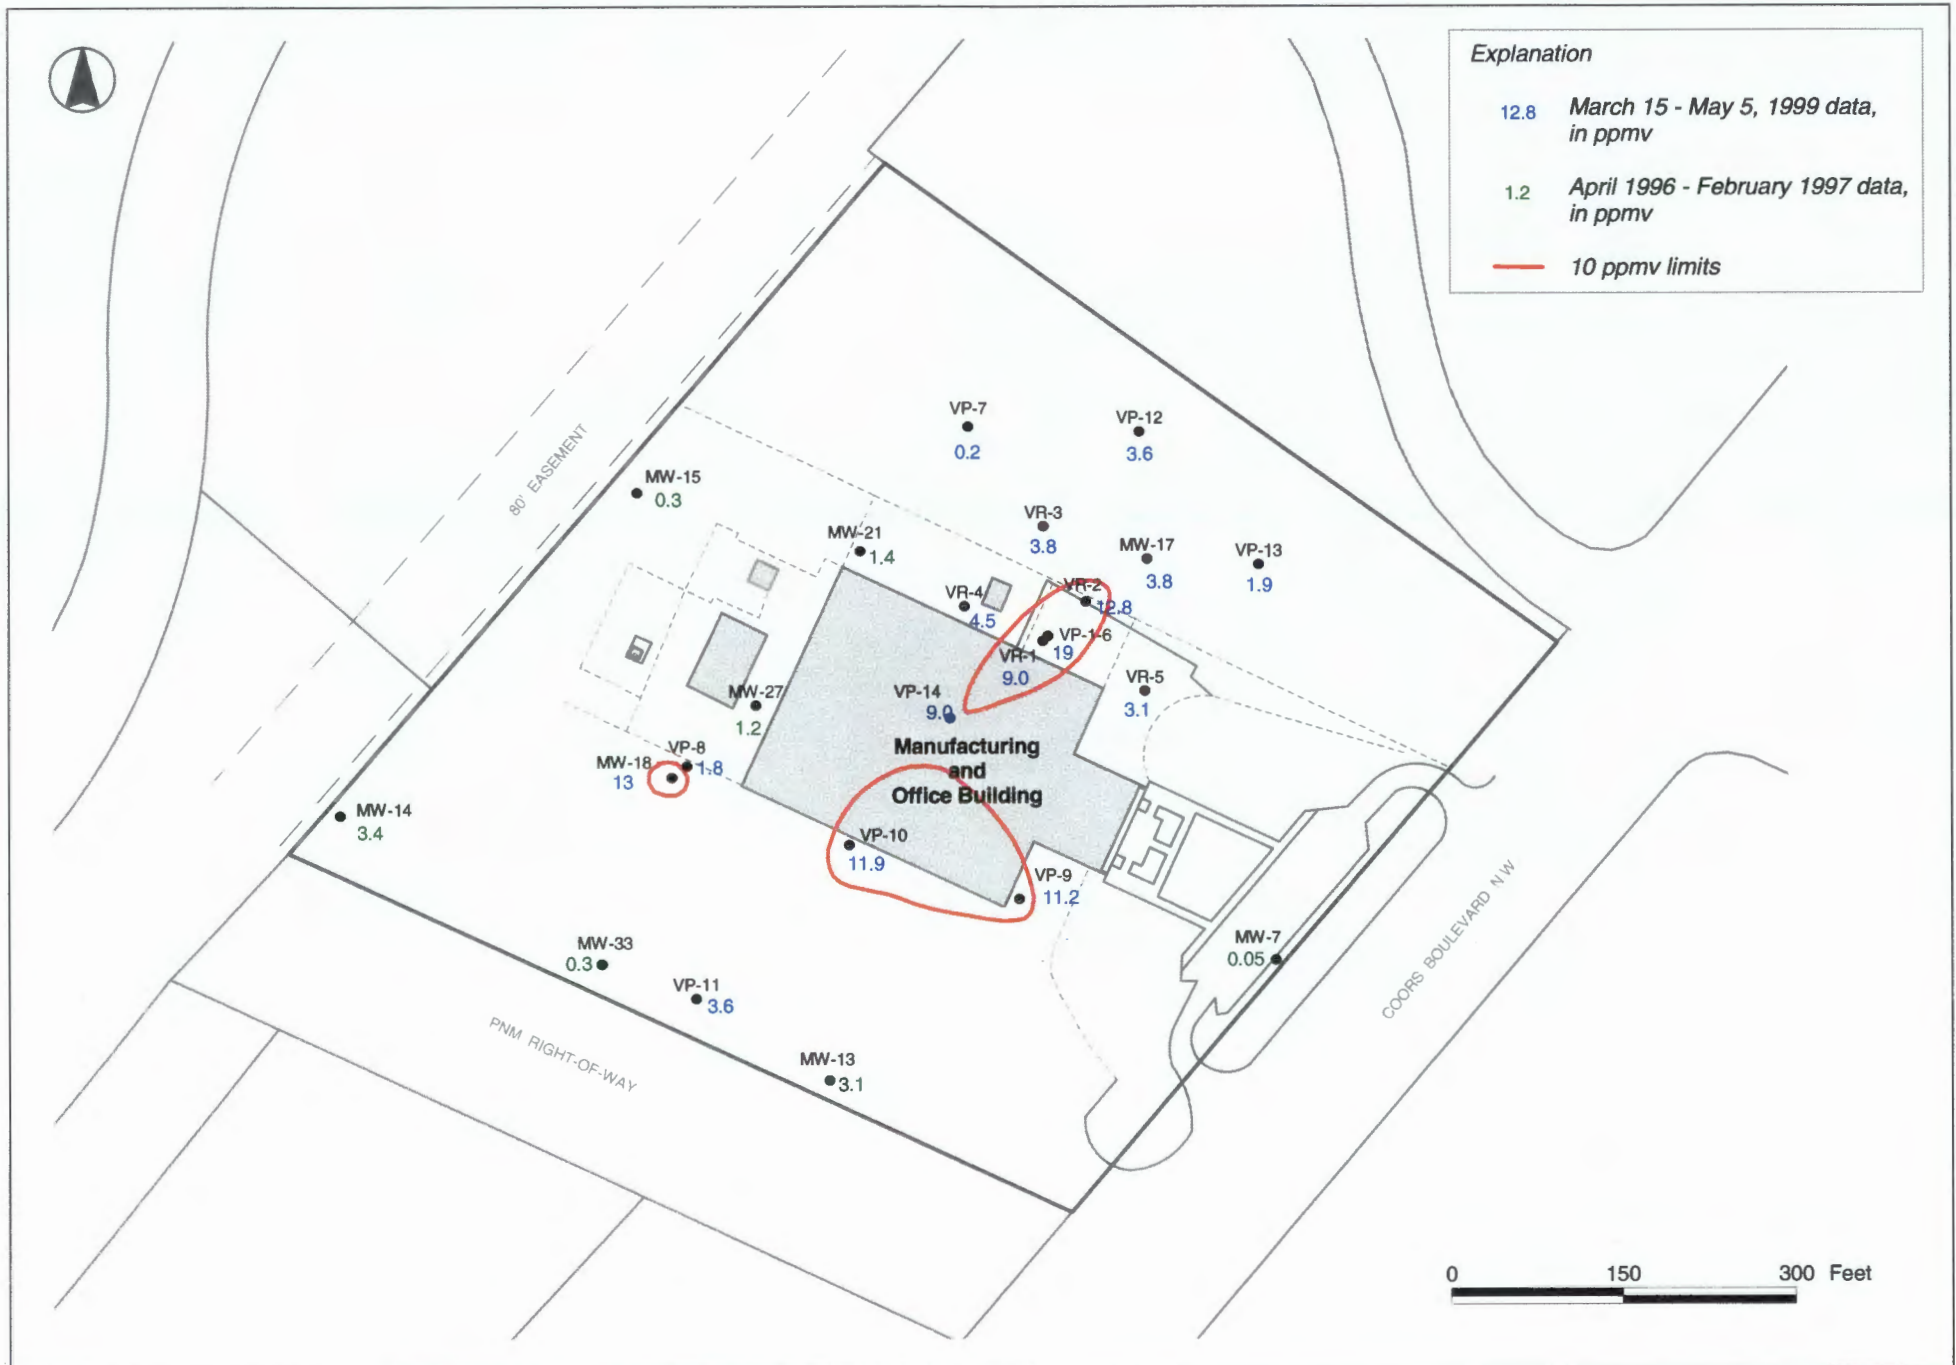 Explanation
12.8 March 15 - May 5, 1999 data,
in ppmv
1.2 April 1996 - February 1997 data,
in ppmv
10 ppmv limits
80' EASEMENT
VP-7
0.2
VP-12
3.6
MW-15
0.3
VR-3
3.8
MW-21
1.4
MW-17
3.8
VP-13
1.9
VR-4
4.5
VR-2
12.8
VP-1-6
19
VR-1
9.0
VR-5
3.1
VP-14
9.0
MW-27
1.2
Manufacturing
and
Office Building
VP-8
1.8
MW-18
13
MW-14
3.4
VP-10
11.9
VP-9
11.2
MW-7
0.05
MW-33
0.3
VP-11
3.6
MW-13
3.1
PNM RIGHT-OF-WAY
COORS BOULEVARD NW
0 150 300 Feet